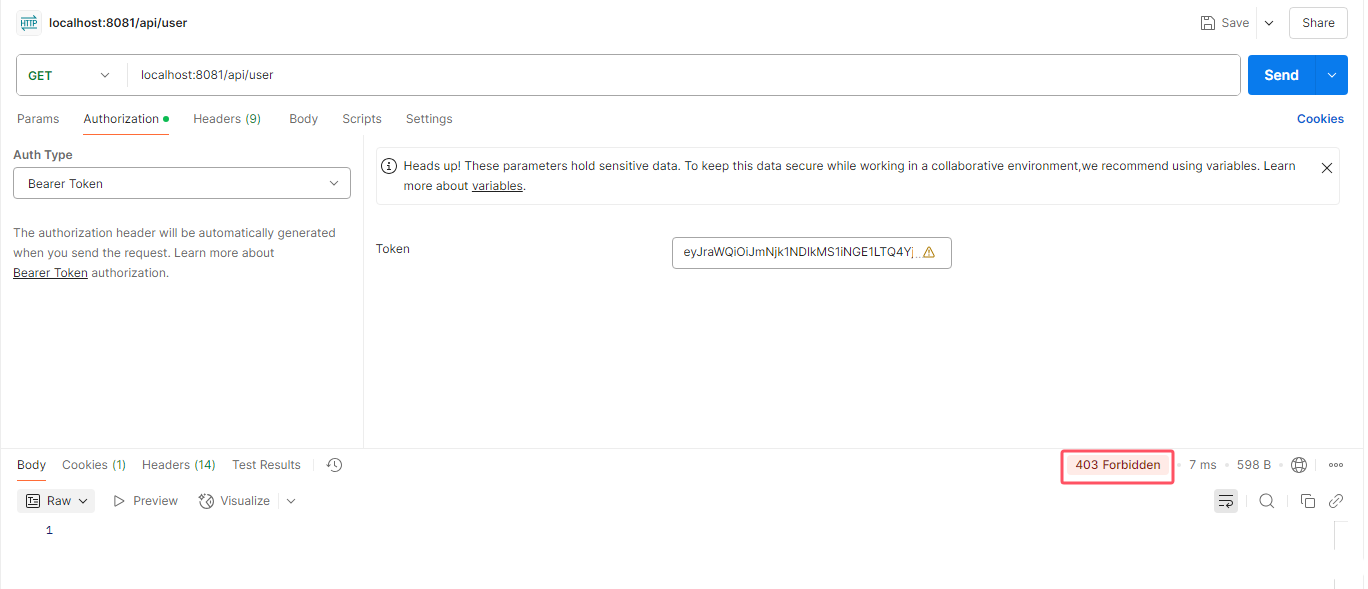 HTTP localhost:8081/api/user Save Share
GET localhost:8081/api/user Send
Params Authorization Headers (9) Body Scripts Settings Cookies
Auth Type
Bearer Token
Heads up! These parameters hold sensitive data. To keep this data secure while working in a collaborative environment,we recommend using variables. Learn
more about variables.
The authorization header will be automatically generated
when you send the request. Learn more about
Bearer Token authorization.
Token eyJraWQiOiJmNjk1NDlkMS1iNGE1LTQ4Yj...
Body Cookies (1) Headers (14) Test Results 403 Forbidden 7 ms 598 B
Raw Preview Visualize
1